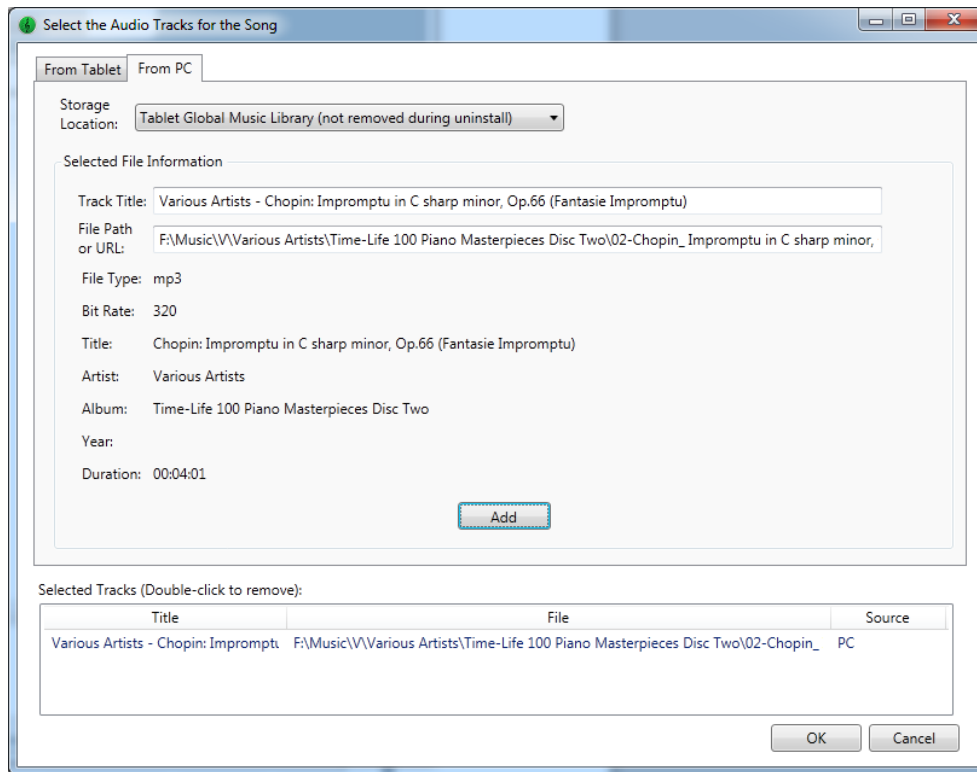 Select the Audio Tracks for the Song
From Tablet From PC
Storage
Location: Tablet Global Music Library (not removed during uninstall)
Selected File Information
Track Title: Various Artists - Chopin: Impromptu in C sharp minor, Op.66 (Fantasie Impromptu)
File Path
or URL: F:\Music\V\Various Artists\Time-Life 100 Piano Masterpieces Disc Two\02-Chopin_ Impromptu in C sharp minor,
File Type: mp3
Bit Rate: 320
Title: Chopin: Impromptu in C sharp minor, Op.66 (Fantasie Impromptu)
Artist: Various Artists
Album: Time-Life 100 Piano Masterpieces Disc Two
Year:
Duration: 00:04:01
Add
Selected Tracks (Double-click to remove):
Title File Source
Various Artists - Chopin: Impromptu F:\Music\V\Various Artists\Time-Life 100 Piano Masterpieces Disc Two\02-Chopin_ PC
OK Cancel